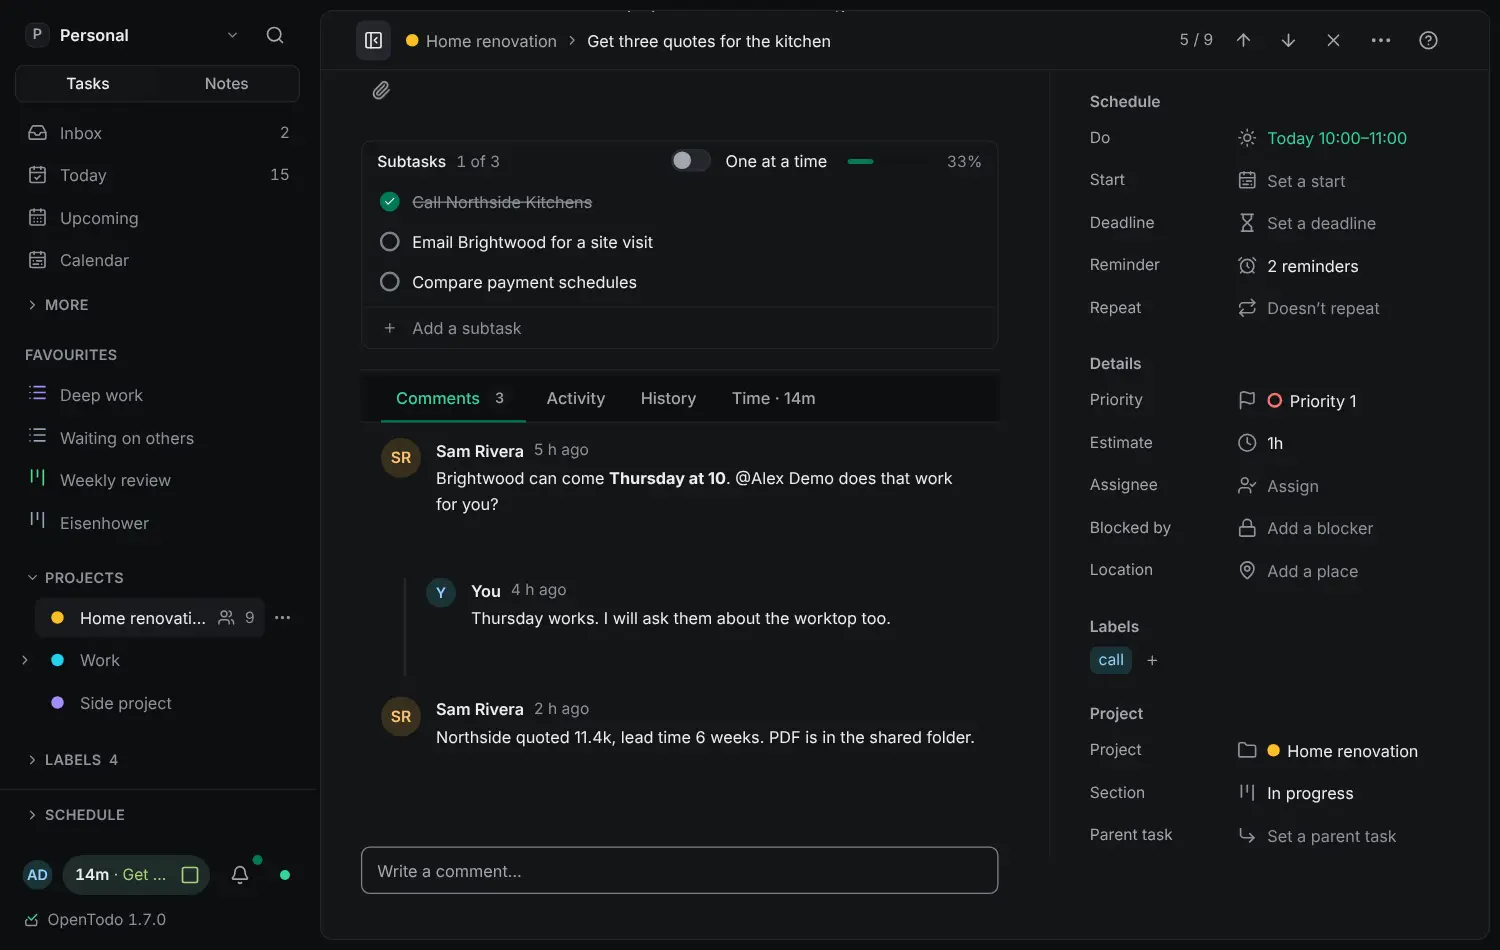 P Personal
Tasks Notes
Inbox 2
Today 15
Upcoming
Calendar
MORE
FAVOURITES
Deep work
Waiting on others
Weekly review
Eisenhower
PROJECTS
Home renovati... 9
Work
Side project
LABELS 4
SCHEDULE
AD 14m · Get ...
OpenTodo 1.7.0
Home renovation > Get three quotes for the kitchen
5 / 9
Subtasks 1 of 3 One at a time 33%
Call Northside Kitchens
Email Brightwood for a site visit
Compare payment schedules
+ Add a subtask
Comments 3 Activity History Time · 14m
SR Sam Rivera 5 h ago
Brightwood can come Thursday at 10. @Alex Demo does that work
for you?
Y You 4 h ago
Thursday works. I will ask them about the worktop too.
SR Sam Rivera 2 h ago
Northside quoted 11.4k, lead time 6 weeks. PDF is in the shared folder.
Write a comment...
Schedule
Do Today 10:00–11:00
Start Set a start
Deadline Set a deadline
Reminder 2 reminders
Repeat Doesn’t repeat
Details
Priority Priority 1
Estimate 1h
Assignee Assign
Blocked by Add a blocker
Location Add a place
Labels
call +
Project
Project Home renovation
Section In progress
Parent task Set a parent task